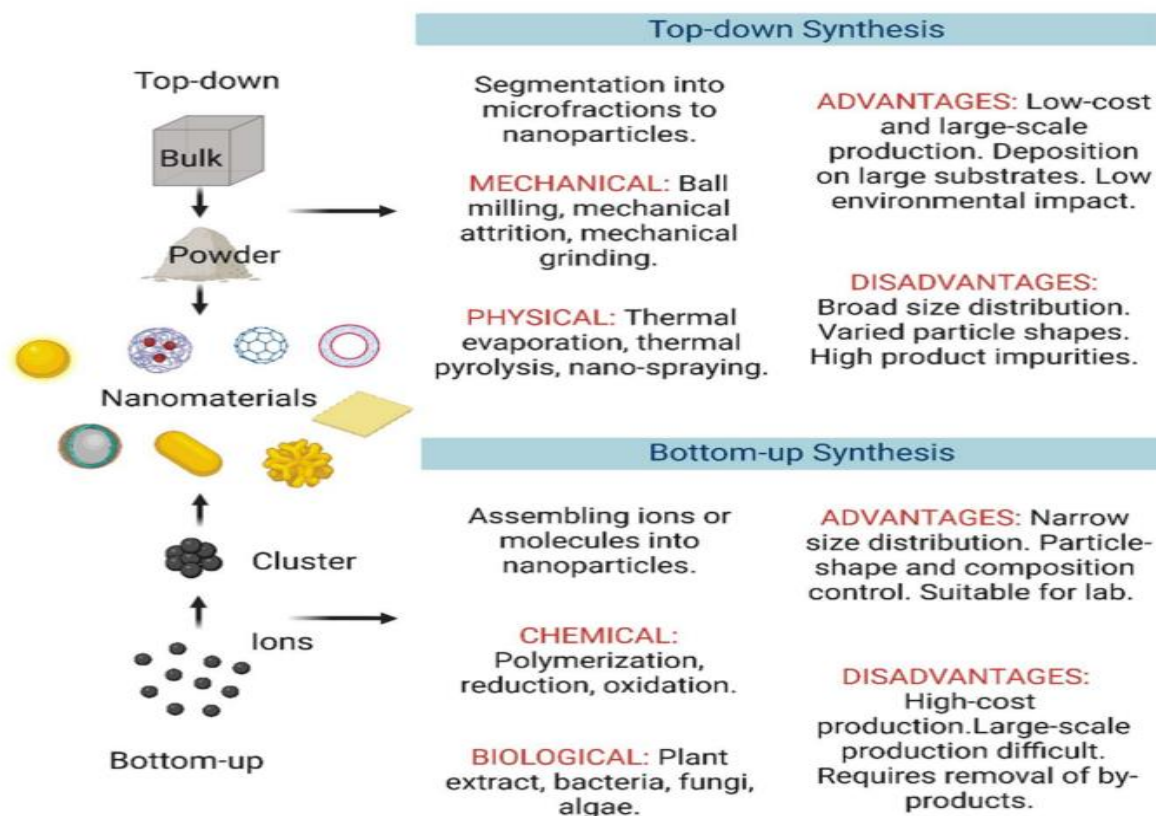 Top-down
Bulk
Powder
Nanomaterials
Cluster
Ions
Bottom-up
Top-down Synthesis
Segmentation into
microfractions to
nanoparticles.
MECHANICAL: Ball
milling, mechanical
attrition, mechanical
grinding.
PHYSICAL: Thermal
evaporation, thermal
pyrolysis, nano-spraying.
ADVANTAGES: Low-cost
and large-scale
production. Deposition
on large substrates. Low
environmental impact.
DISADVANTAGES:
Broad size distribution.
Varied particle shapes.
High product impurities.
Bottom-up Synthesis
Assembling ions or
molecules into
nanoparticles.
CHEMICAL:
Polymerization,
reduction, oxidation.
BIOLOGICAL: Plant
extract, bacteria, fungi,
algae.
ADVANTAGES: Narrow
size distribution. Particle-
shape and composition
control. Suitable for lab.
DISADVANTAGES:
High-cost
production.Large-scale
production difficult.
Requires removal of by-
products.